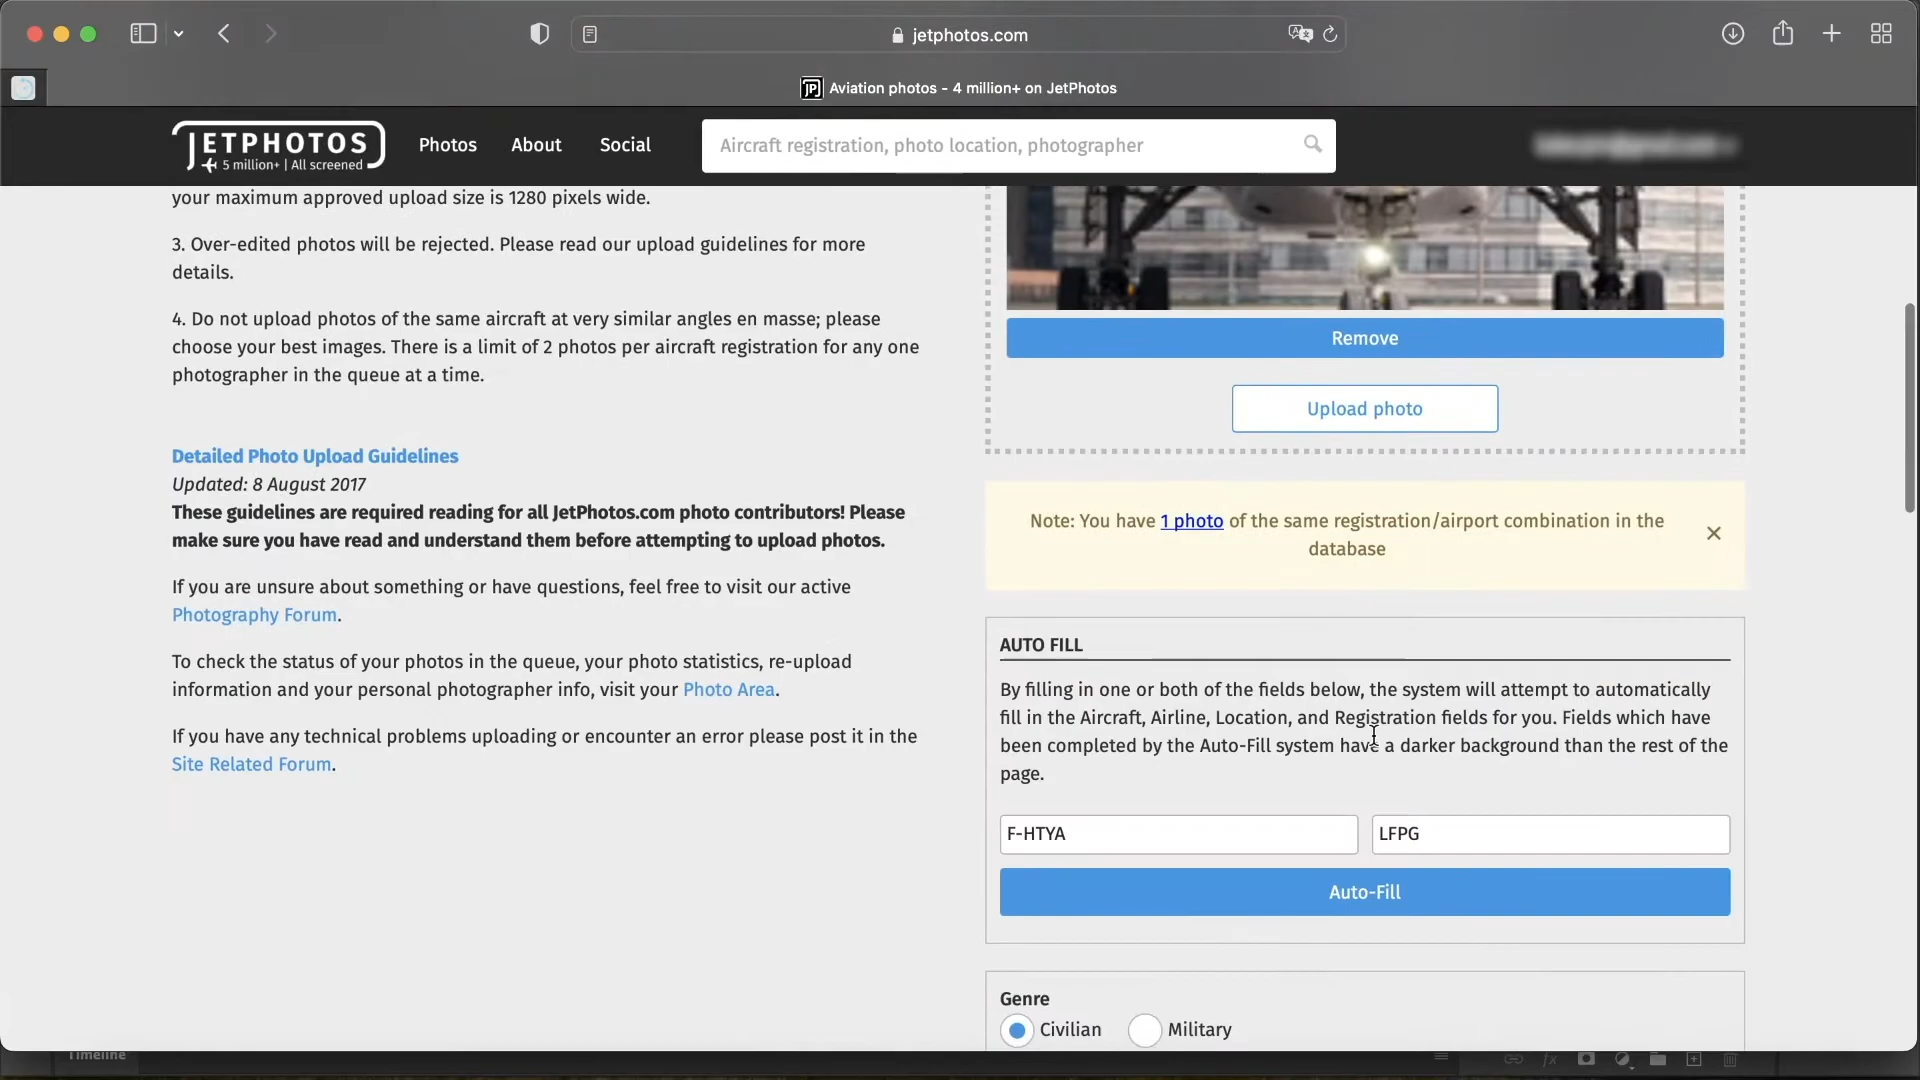 jetphotos.com
Aviation photos - 4 million+ on JetPhotos
JETPHOTOS
5 million+ | All screened
Photos
About
Social
Aircraft registration, photo location, photographer
your maximum approved upload size is 1280 pixels wide.
3. Over-edited photos will be rejected. Please read our upload guidelines for more
details.
4. Do not upload photos of the same aircraft at very similar angles en masse; please
choose your best images. There is a limit of 2 photos per aircraft registration for any one
photographer in the queue at a time.
Detailed Photo Upload Guidelines
Updated: 8 August 2017
These guidelines are required reading for all JetPhotos.com photo contributors! Please
make sure you have read and understand them before attempting to upload photos.
If you are unsure about something or have questions, feel free to visit our active
Photography Forum.
To check the status of your photos in the queue, your photo statistics, re-upload
information and your personal photographer info, visit your Photo Area.
If you have any technical problems uploading or encounter an error please post it in the
Site Related Forum.
Remove
Upload photo
Note: You have 1 photo of the same registration/airport combination in the
database
AUTO FILL
By filling in one or both of the fields below, the system will attempt to automatically
fill in the Aircraft, Airline, Location, and Registration fields for you. Fields which have
been completed by the Auto-Fill system have a darker background than the rest of the
page.
F-HTYA
LFPG
Auto-Fill
Genre
Civilian
Military
Timeline
fx